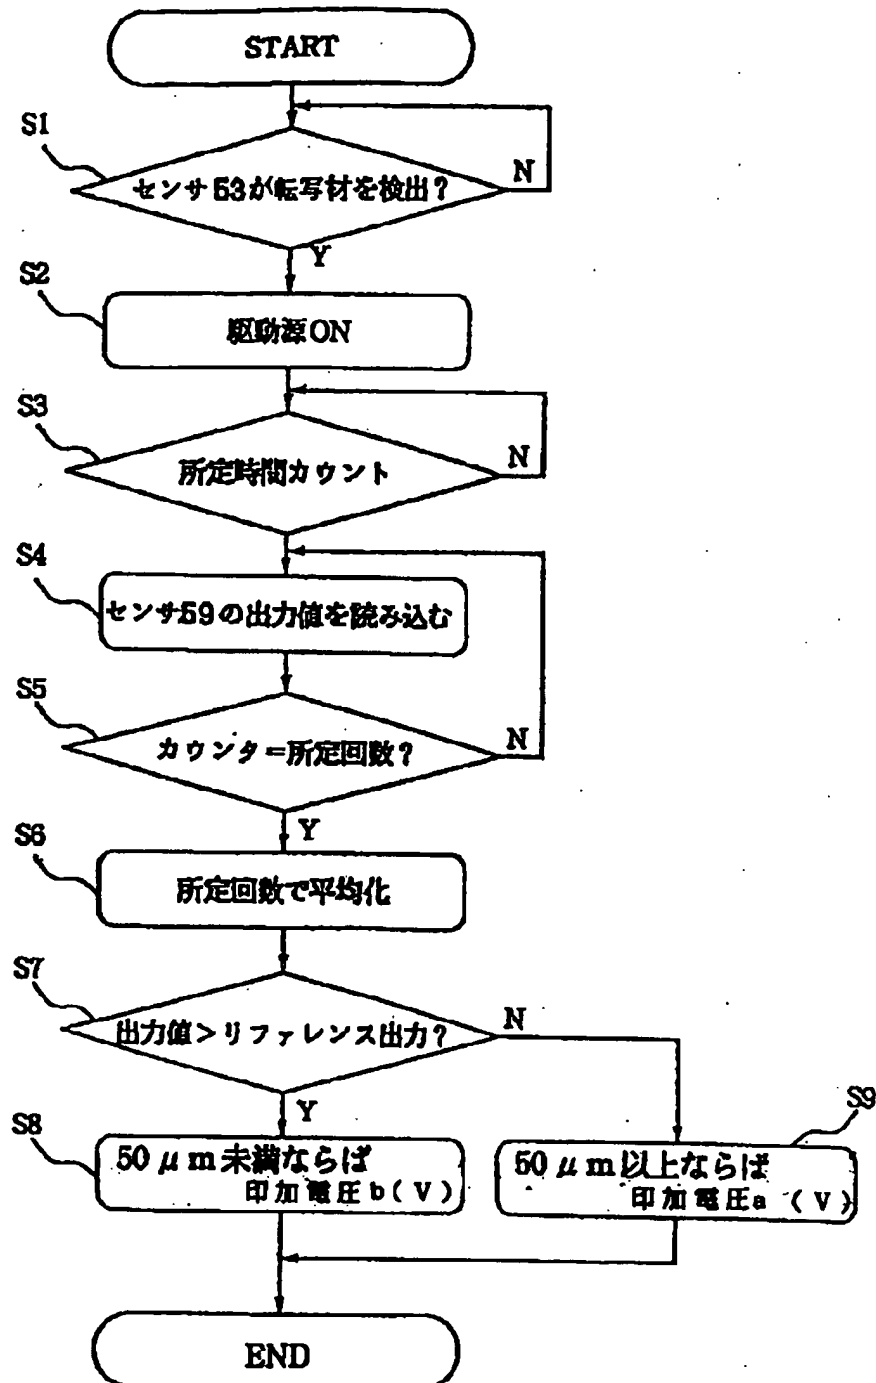 START
S1
センサ53が転写材を検出?
N
Y
S2
駆動源ON
S3
所定時間カウント
N
S4
センサ59の出力値を読み込む
S5
カウンタ=所定回数?
N
Y
S6
所定回数で平均化
S7
出力値>リファレンス出力?
N
Y
S8
50μm未満ならば
印加電圧b(V)
S9
50μm以上ならば
印加電圧a (V)
END